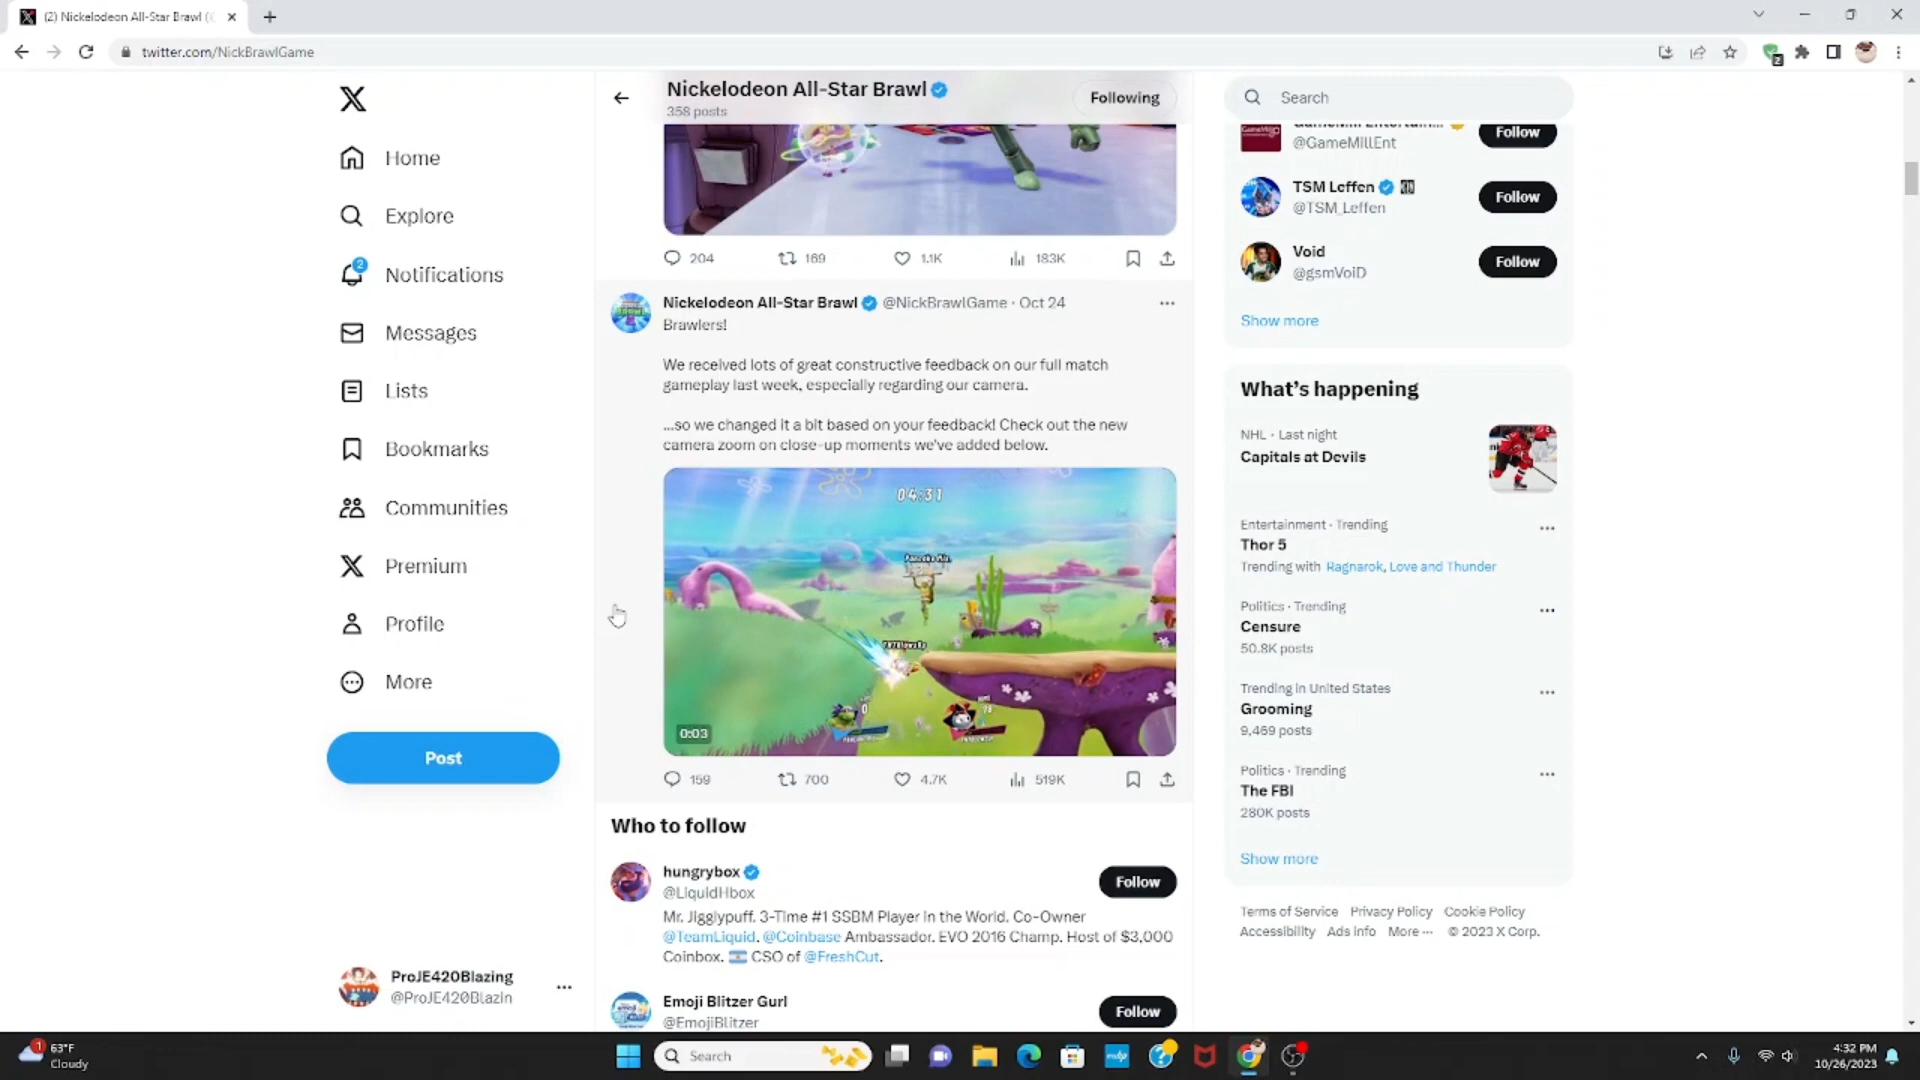 (2) Nickelodeon All-Star Brawl (
twitter.com/NickBrawlGame
Nickelodeon All-Star Brawl
358 posts
Following
Home
Explore
2
Notifications
Messages
Lists
Bookmarks
Communities
Premium
Profile
More
Post
ProJE420Blazing
@ProJE420Blazin
204 169 1.1K 183K
Nickelodeon All-Star Brawl @NickBrawlGame · Oct 24
Brawlers!
We received lots of great constructive feedback on our full match
gameplay last week, especially regarding our camera.
...so we changed it a bit based on your feedback! Check out the new
camera zoom on close-up moments we've added below.
04:31
0:03
159 700 4.7K 519K
Who to follow
hungrybox
@LiquidHbox
Follow
Mr. Jigglypuff. 3-Time #1 SSBM Player in the World. Co-Owner
@TeamLiquid. @Coinbase Ambassador. EVO 2016 Champ. Host of $3,000
Coinbox. CSO of @FreshCut.
Emoji Blitzer Gurl
@EmojiBlitzer
Follow
Search
@GameMillEnt
Follow
TSM Leffen
@TSM_Leffen
Follow
Void
@gsmVoiD
Follow
Show more
What's happening
NHL · Last night
Capitals at Devils
Entertainment · Trending
Thor 5
Trending with Ragnarok, Love and Thunder
Politics · Trending
Censure
50.8K posts
Trending in United States
Grooming
9,469 posts
Politics · Trending
The FBI
280K posts
Show more
Terms of Service Privacy Policy Cookie Policy
Accessibility Ads info More ··· © 2023 X Corp.
1
63°F
Cloudy
Search
4:32 PM
10/26/2023